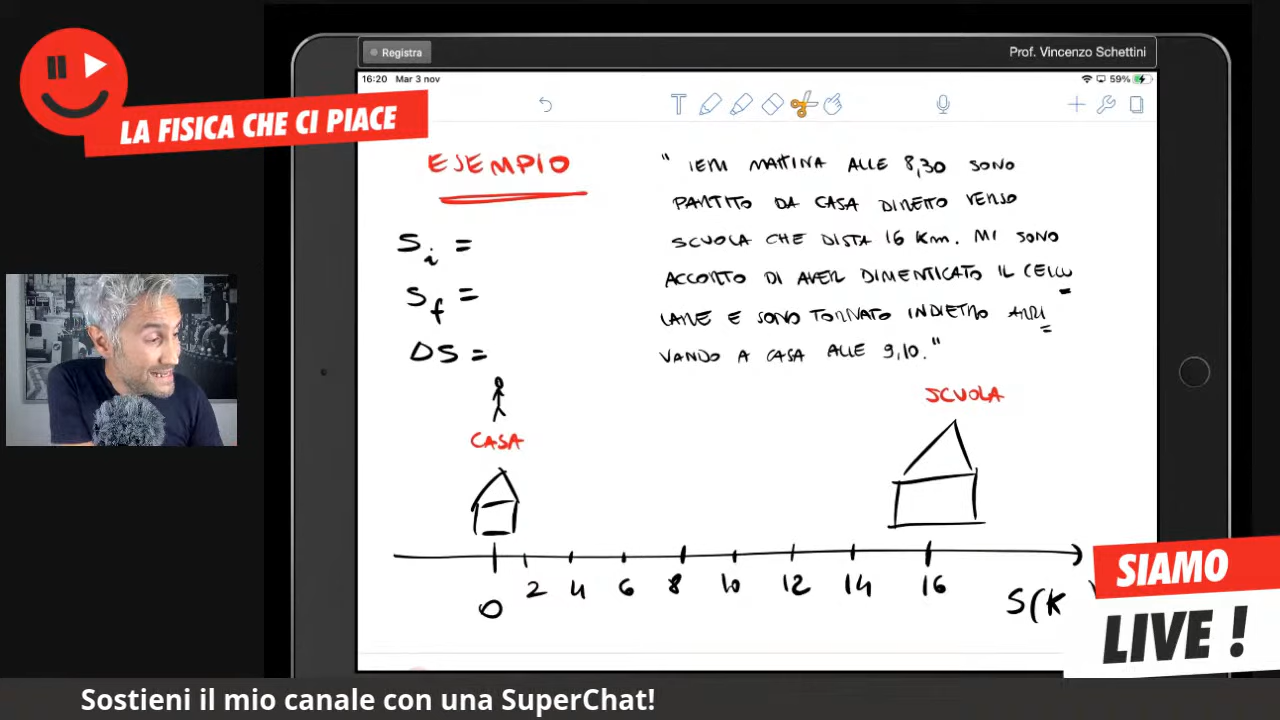 Registra
Prof. Vincenzo Schettini
16:20 Mar 3 nov
59%
LA FISICA CHE CI PIACE
ESEMPIO
Si =
Sf =
ΔS =
" IERI MATTINA ALLE 8,30 SONO
PARTITO DA CASA DIRETTO VERSO
SCUOLA CHE DISTA 16 Km. MI SONO
ACCORTO DI AVER DIMENTICATO IL CELLU
LARE E SONO TORNATO INDIETRO ARRI
VANDO A CASA ALLE 9,10."
CASA
SCUOLA
0 2 4 6 8 10 12 14 16
S(K
SIAMO
LIVE !
Sostieni il mio canale con una SuperChat!